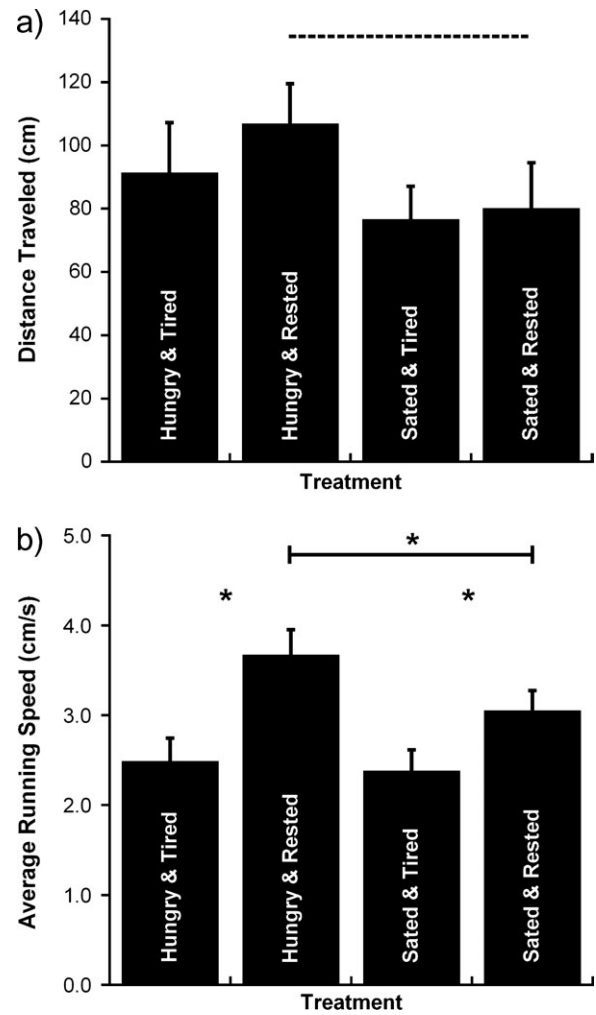 a)
Distance Traveled (cm)
140
120
100
80
60
40
20
0
Hungry & Tired
Hungry & Rested
Sated & Tired
Sated & Rested
Treatment
b)
Average Running Speed (cm/s)
5.0
4.0
3.0
2.0
1.0
0.0
*
*
*
Hungry & Tired
Hungry & Rested
Sated & Tired
Sated & Rested
Treatment